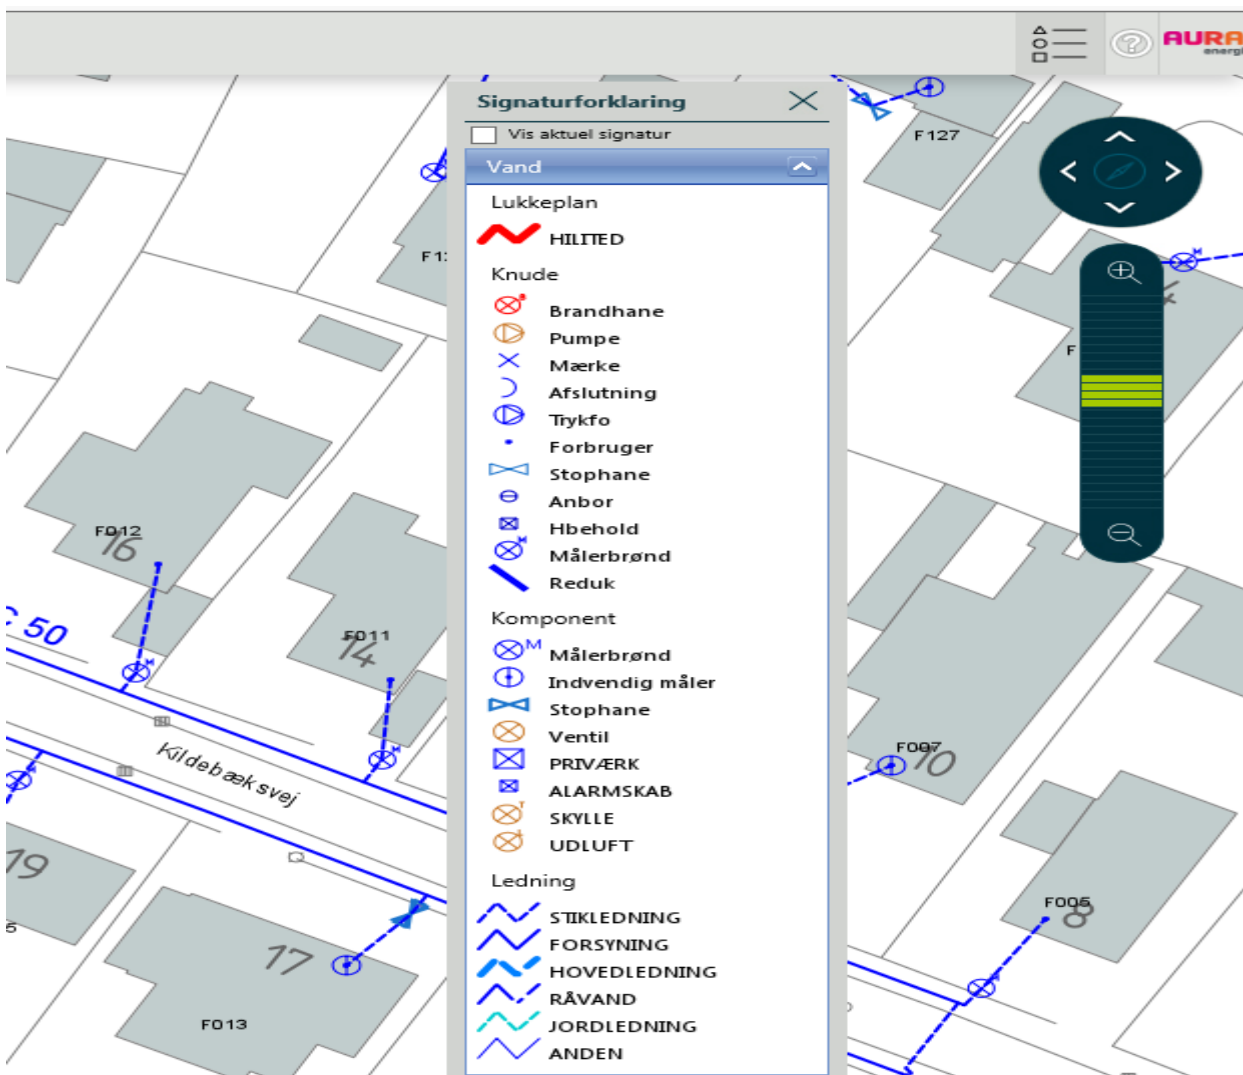 AURA
energi
Signaturforklaring
Vis aktuel signatur
Vand
Lukkeplan
HILITED
Knude
Brandhane
Pumpe
Mærke
Afslutning
Trykfo
Forbruger
Stophane
Anbor
Hbehold
M Målerbrønd
Reduk
Komponent
M Målerbrønd
Indvendig måler
Stophane
Ventil
PRIVÆRK
ALARMSKAB
SKYLLE
UDLUFT
Ledning
STIKLEDNING
FORSYNING
HOVEDLEDNING
RÅVAND
JORDLEDNING
ANDEN
F127
M
4
F
F012
16
50
M
F011
14
M
Kildebæksvej
19
17
F013
F007
10
F005
8